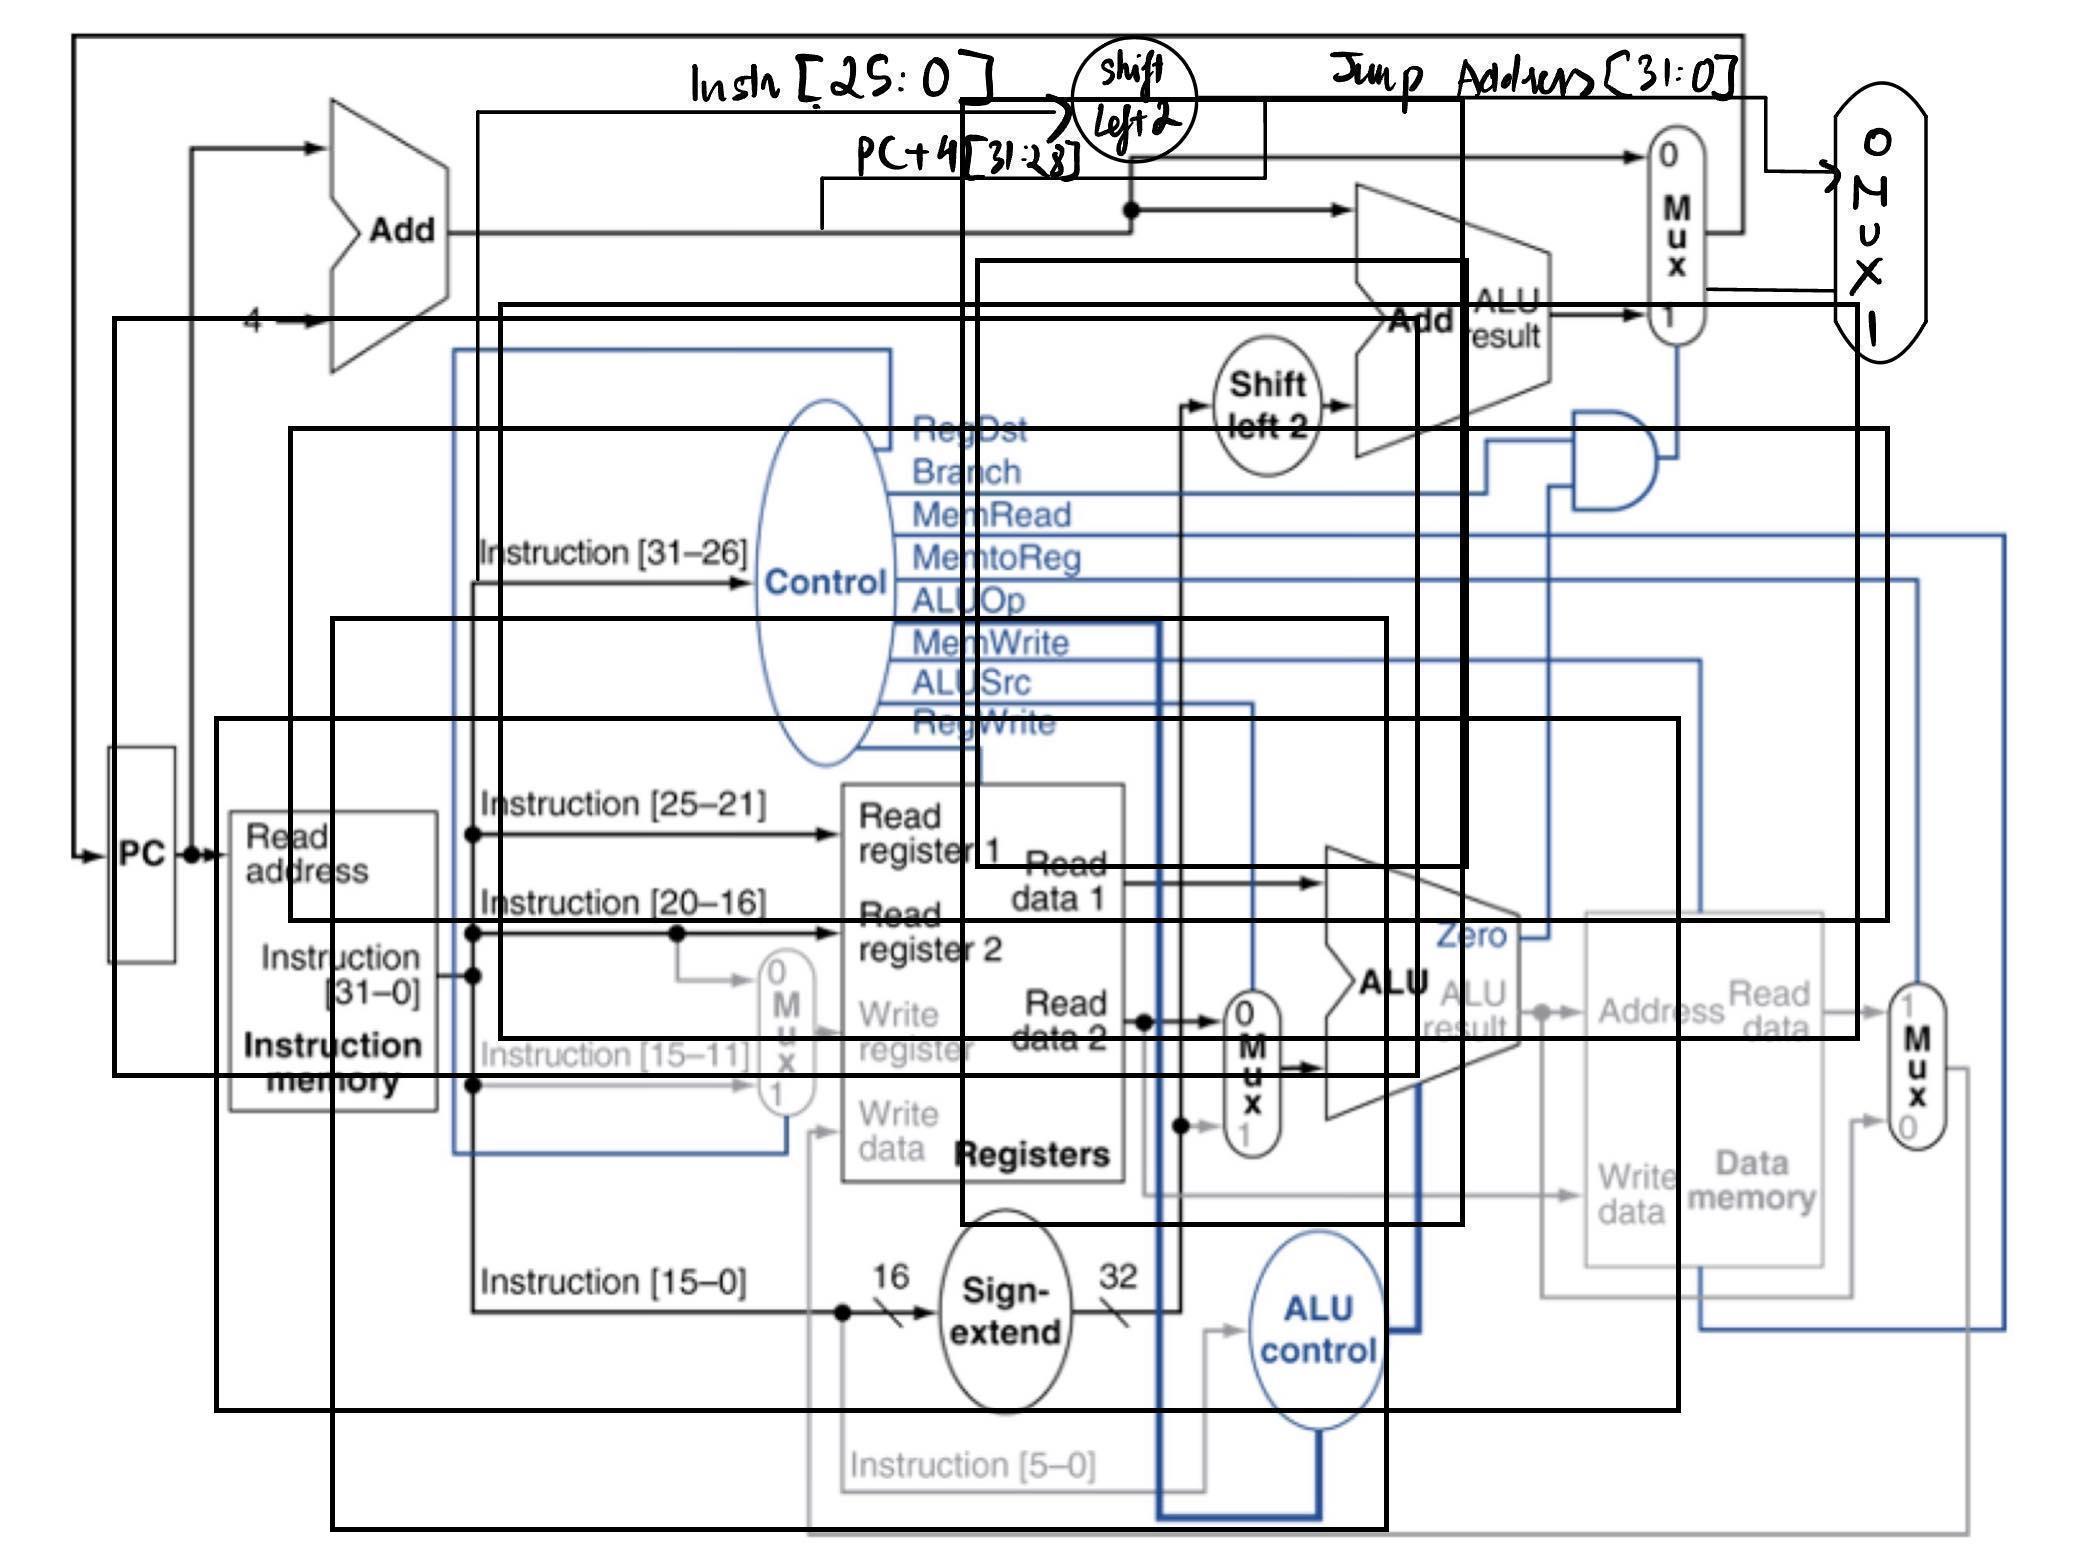 Instr [25:0]
Shift
Left 2
Jump Address [31:0]
PC+4 [31:28]
0
M
u
x
1
0
M
U
X
1
Add
4
Add
ALU
result
Shift
left 2
RegDst
Branch
MemRead
MemtoReg
ALUOp
MemWrite
ALUSrc
RegWrite
Control
Instruction [31–26]
Instruction [25–21]
Instruction [20–16]
Instruction [15–11]
Instruction [15–0]
Instruction [5–0]
PC
Read
address
Instruction
[31–0]
Instruction
memory
0
M
u
x
1
Read
register 1
Read
register 2
Write
register
Write
data
Read
data 1
Read
data 2
Registers
0
M
u
x
1
Zero
ALU
ALU
result
Address
Read
data
Write
data
Data
memory
1
M
u
x
0
16
Sign-
extend
32
ALU
control